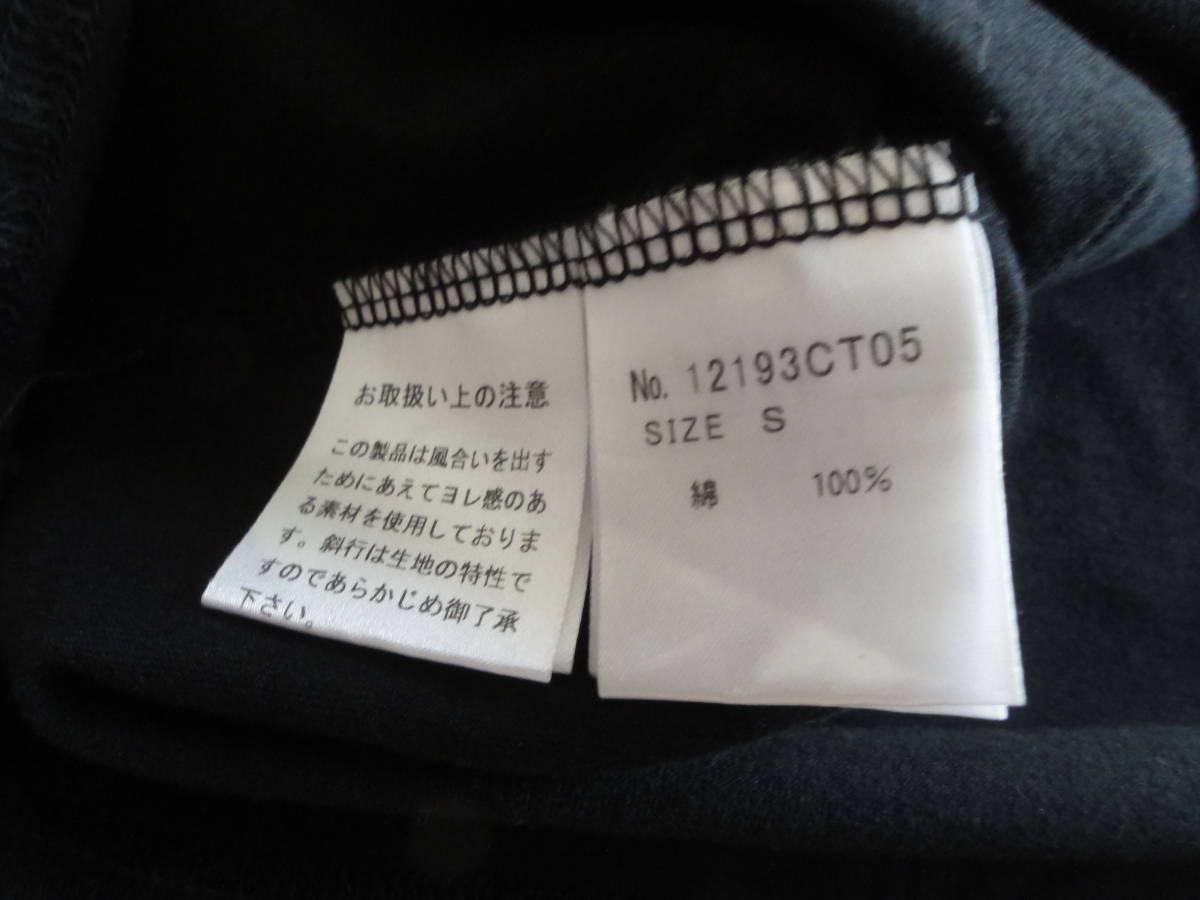 お取扱い上の注意
この製品は風合いを出す
ためにあえてヨレ感のあ
る素材を使用しておりま
す。斜行は生地の特性で
すのであらかじめ御了承
下さい。
No. 12193CT05
SIZE S
綿 100%